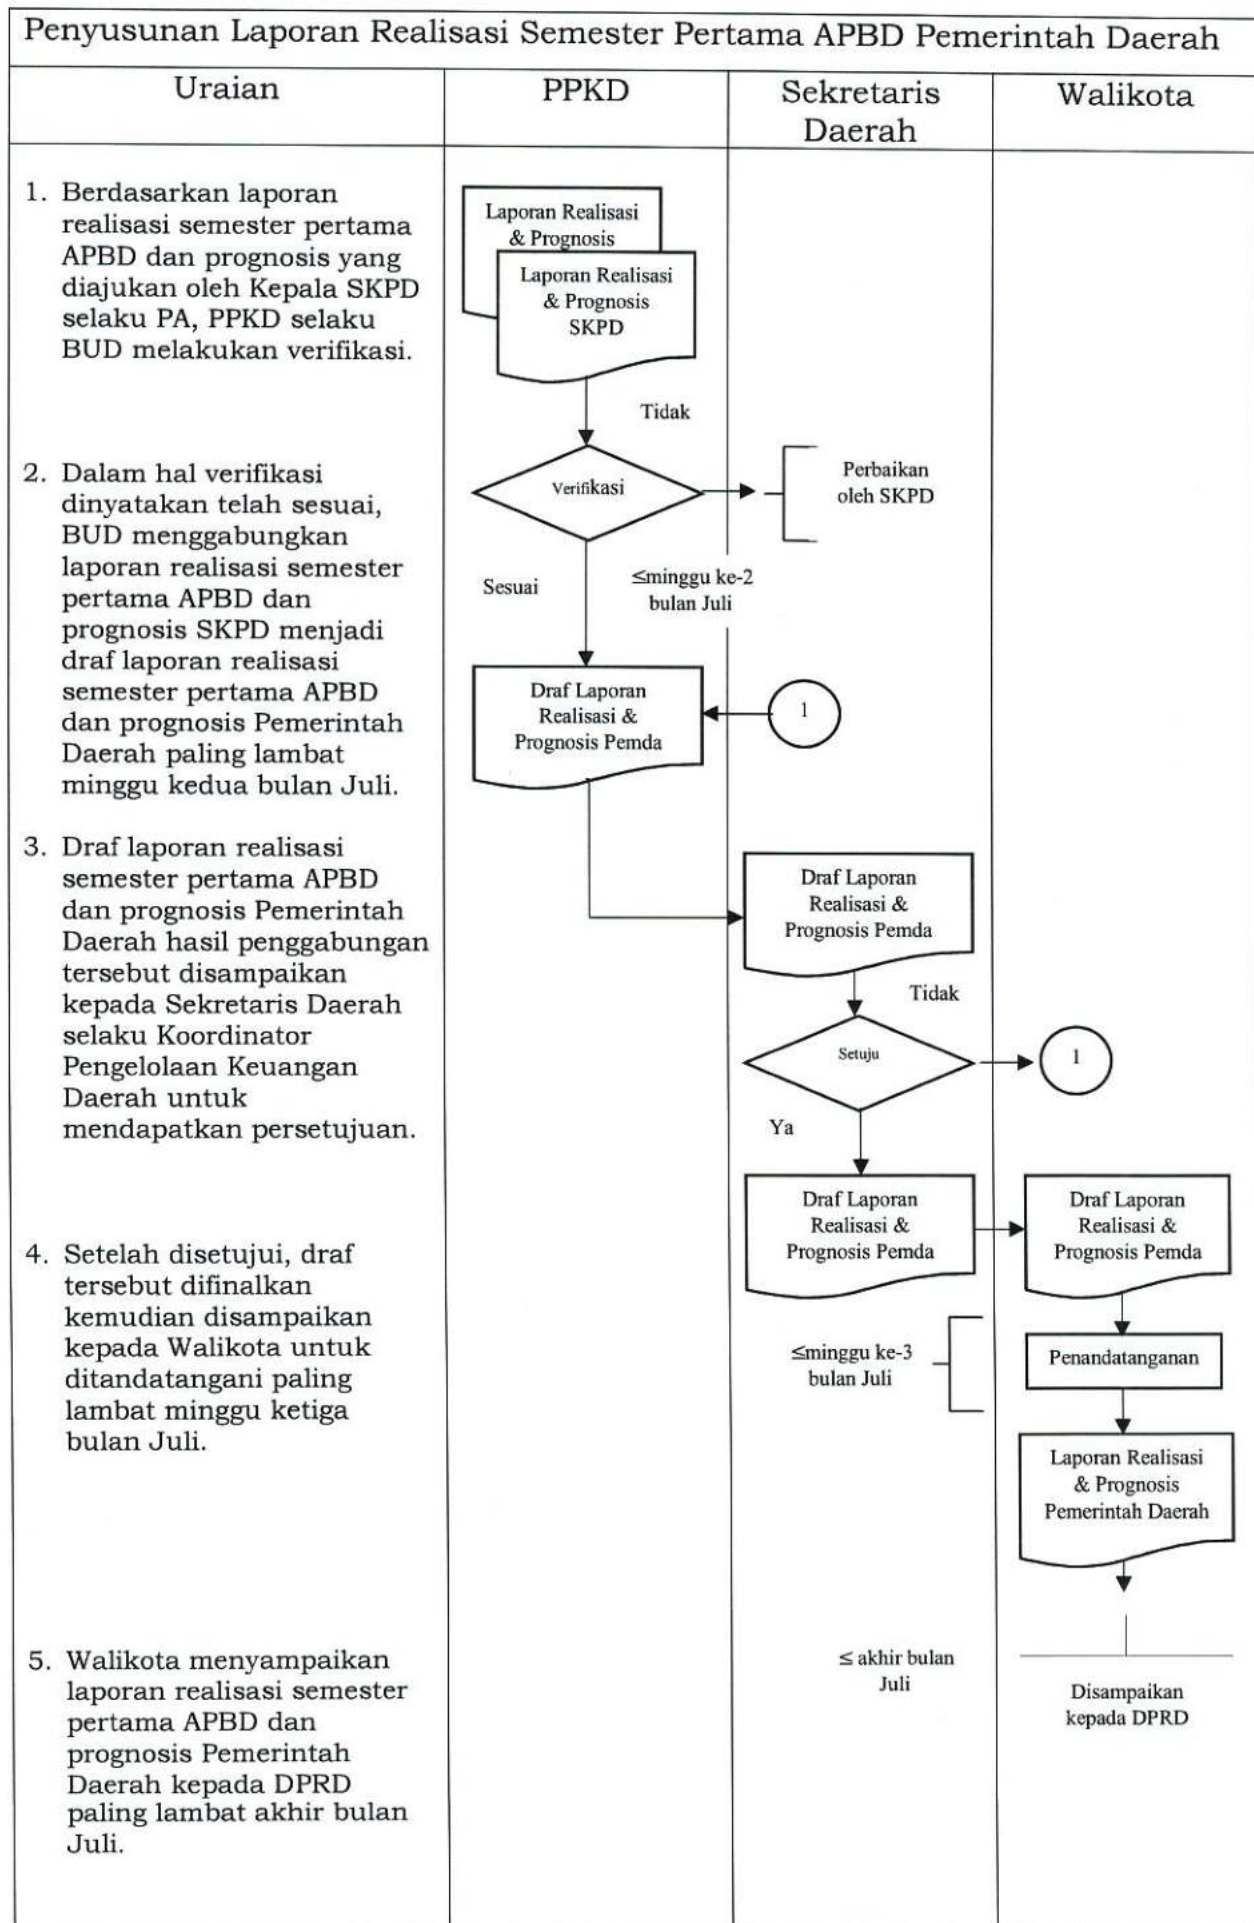 Penyusunan Laporan Realisasi Semester Pertama APBD Pemerintah Daerah
Uraian
PPKD
Sekretaris
Daerah
Walikota
1. Berdasarkan laporan
realisasi semester pertama
APBD dan prognosis yang
diajukan oleh Kepala SKPD
selaku PA, PPKD selaku
BUD melakukan verifikasi.
2. Dalam hal verifikasi
dinyatakan telah sesuai,
BUD menggabungkan
laporan realisasi semester
pertama APBD dan
prognosis SKPD menjadi
draf laporan realisasi
semester pertama APBD
dan prognosis Pemerintah
Daerah paling lambat
minggu kedua bulan Juli.
3. Draf laporan realisasi
semester pertama APBD
dan prognosis Pemerintah
Daerah hasil penggabungan
tersebut disampaikan
kepada Sekretaris Daerah
selaku Koordinator
Pengelolaan Keuangan
Daerah untuk
mendapatkan persetujuan.
4. Setelah disetujui, draf
tersebut difinalkan
kemudian disampaikan
kepada Walikota untuk
ditandatangani paling
lambat minggu ketiga
bulan Juli.
5. Walikota menyampaikan
laporan realisasi semester
pertama APBD dan
prognosis Pemerintah
Daerah kepada DPRD
paling lambat akhir bulan
Juli.
Laporan Realisasi
& Prognosis
Laporan Realisasi
& Prognosis
SKPD
Tidak
Verifikasi
Perbaikan
oleh SKPD
Sesuai
≤minggu ke-2
bulan Juli
Draf Laporan
Realisasi &
Prognosis Pemda
1
Draf Laporan
Realisasi &
Prognosis Pemda
Tidak
Setuju
1
Ya
Draf Laporan
Realisasi &
Prognosis Pemda
Draf Laporan
Realisasi &
Prognosis Pemda
≤minggu ke-3
bulan Juli
Penandatanganan
Laporan Realisasi
& Prognosis
Pemerintah Daerah
≤ akhir bulan
Juli
Disampaikan
kepada DPRD